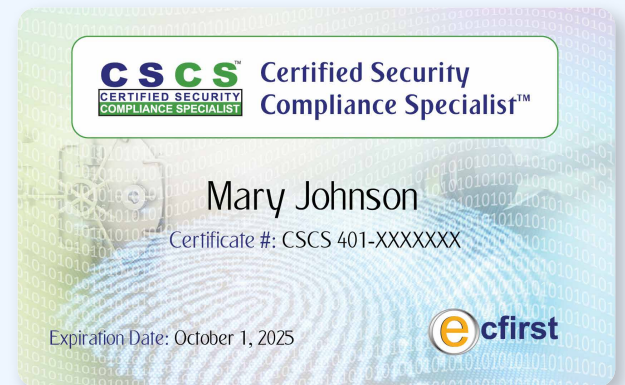 CSCS™
CERTIFIED SECURITY
COMPLIANCE SPECIALIST
Certified Security
Compliance Specialist™
Mary Johnson
Certificate #: CSCS 401-XXXXXXX
Expiration Date: October 1, 2025
ecfirst